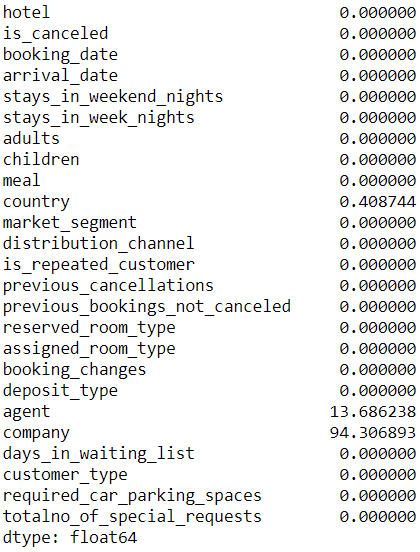 hotel 0.000000
is_canceled 0.000000
booking_date 0.000000
arrival_date 0.000000
stays_in_weekend_nights 0.000000
stays_in_week_nights 0.000000
adults 0.000000
children 0.000000
meal 0.000000
country 0.408744
market_segment 0.000000
distribution_channel 0.000000
is_repeated_customer 0.000000
previous_cancellations 0.000000
previous_bookings_not_canceled 0.000000
reserved_room_type 0.000000
assigned_room_type 0.000000
booking_changes 0.000000
deposit_type 0.000000
agent 13.686238
company 94.306893
days_in_waiting_list 0.000000
customer_type 0.000000
required_car_parking_spaces 0.000000
totalno_of_special_requests 0.000000
dtype: float64